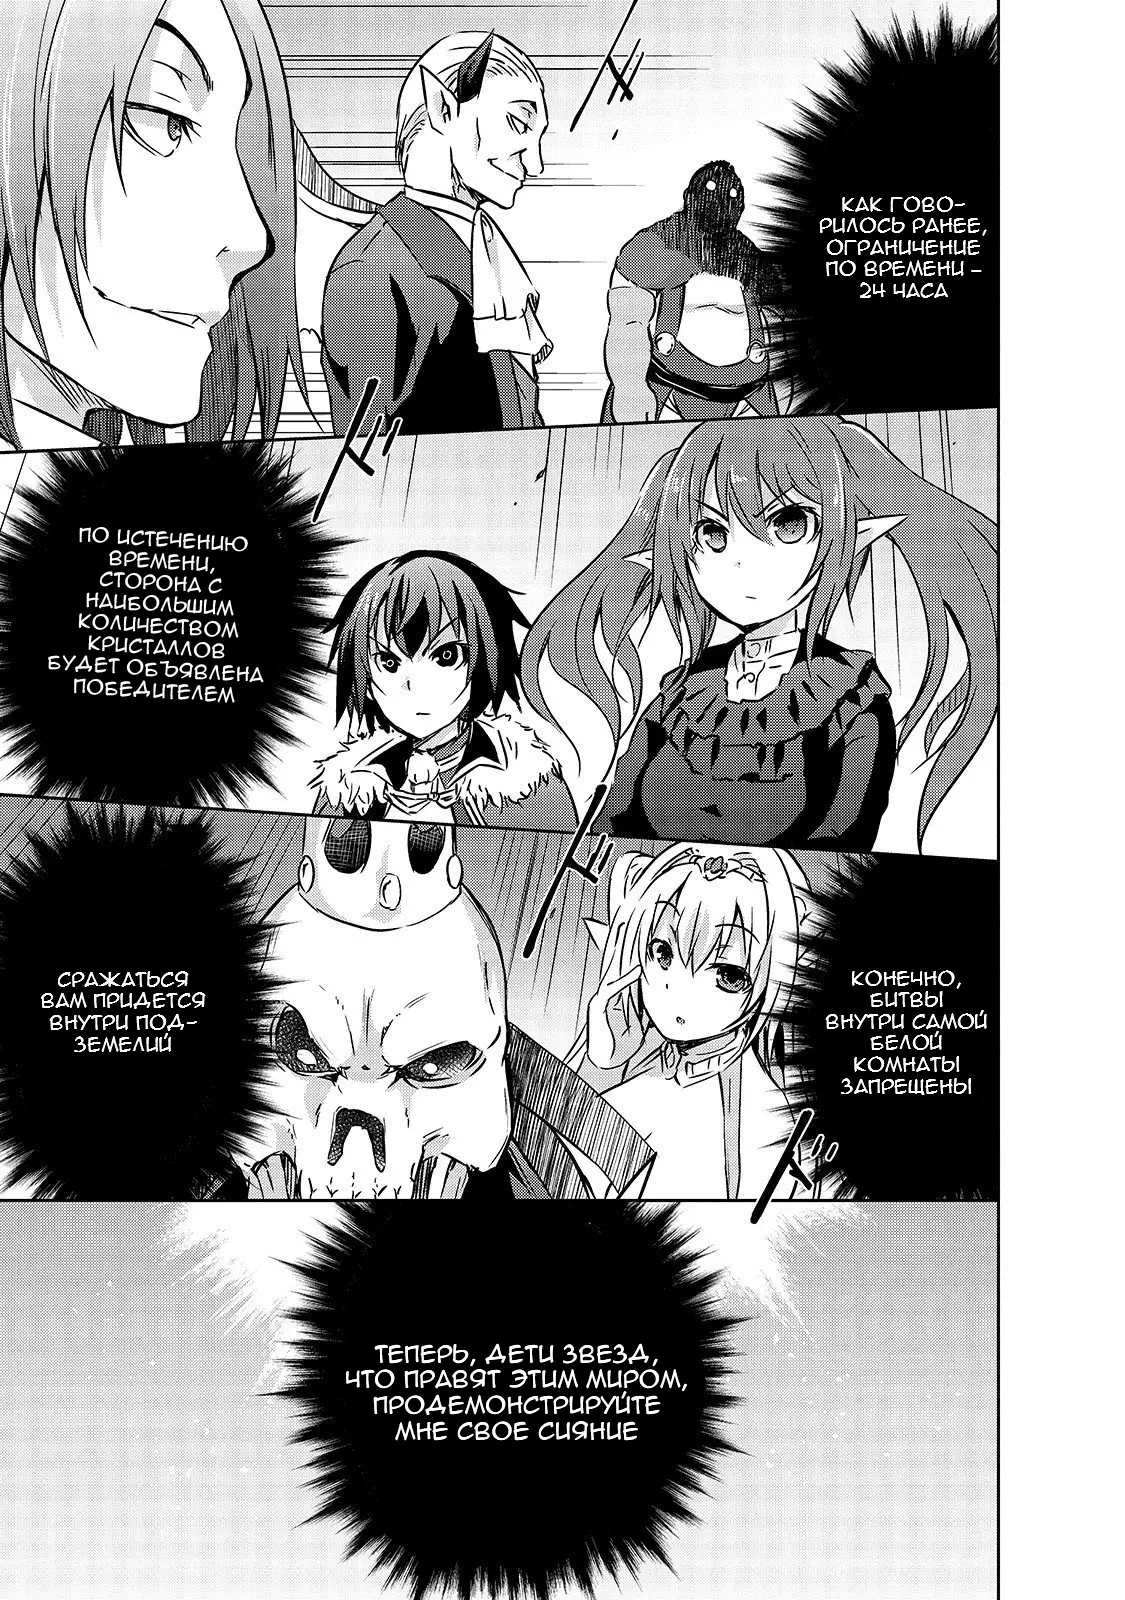 КАК ГОВО-
РИЛОСЬ РАНЕЕ,
ОГРАНИЧЕНИЕ
ПО ВРЕМЕНИ –
24 ЧАСА
ПО ИСТЕЧЕНИЮ
ВРЕМЕНИ,
СТОРОНА С
НАИБОЛЬШИМ
КОЛИЧЕСТВОМ
КРИСТАЛЛОВ
БУДЕТ ОБЪЯВЛЕНА
ПОБЕДИТЕЛЕМ
КОНЕЧНО,
БИТВЫ
ВНУТРИ САМОЙ
БЕЛОЙ
КОМНАТЫ
ЗАПРЕЩЕНЫ
СРАЖАТЬСЯ
ВАМ ПРИДЕТСЯ
ВНУТРИ ПОД-
ЗЕМЕЛИЙ
ТЕПЕРЬ, ДЕТИ ЗВЕЗД,
ЧТО ПРАВЯТ ЭТИМ МИРОМ,
ПРОДЕМОНСТРИРУЙТЕ
МНЕ СВОЕ СИЯНИЕ